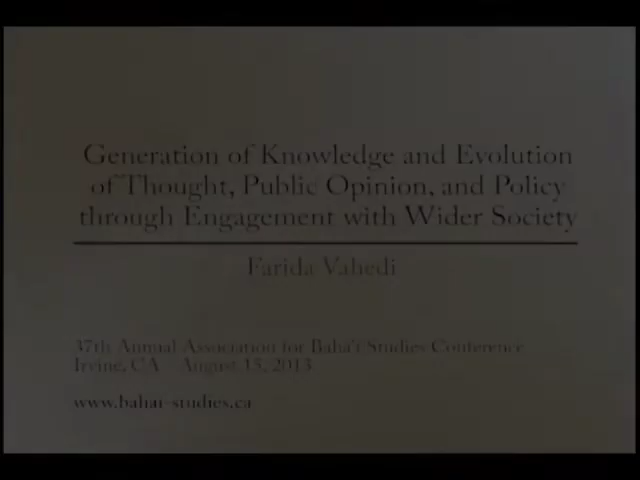 Generation of Knowledge and Evolution
of Thought, Public Opinion, and Policy
through Engagement with Wider Society
Farida Vahedi
37th Annual Association for Baha'i Studies Conference
Irvine, CA – August 15, 2013
www.bahai-studies.ca